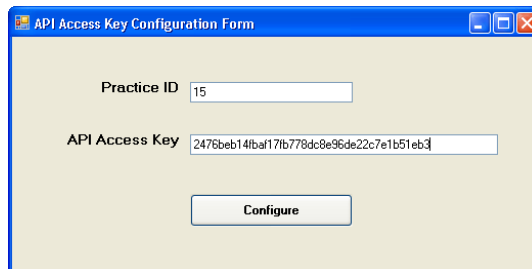 API Access Key Configuration Form
Practice ID 15
API Access Key 2476beb14fbaf17fb778dc8e96de22c7e1b51eb3
Configure